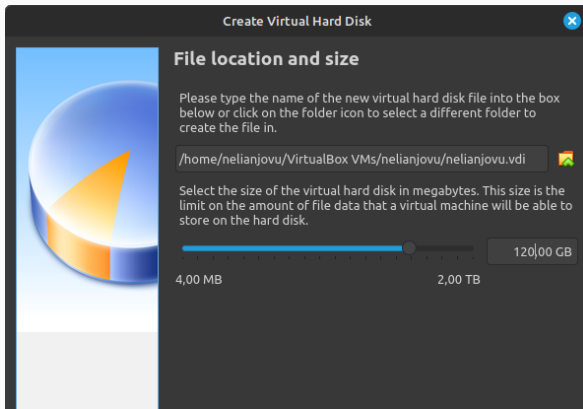 Create Virtual Hard Disk
File location and size
Please type the name of the new virtual hard disk file into the box
below or click on the folder icon to select a different folder to
create the file in.
/home/nelianjovu/VirtualBox VMs/nelianjovu/nelianjovu.vdi
Select the size of the virtual hard disk in megabytes. This size is the
limit on the amount of file data that a virtual machine will be able to
store on the hard disk.
120,00 GB
4,00 MB 2,00 TB